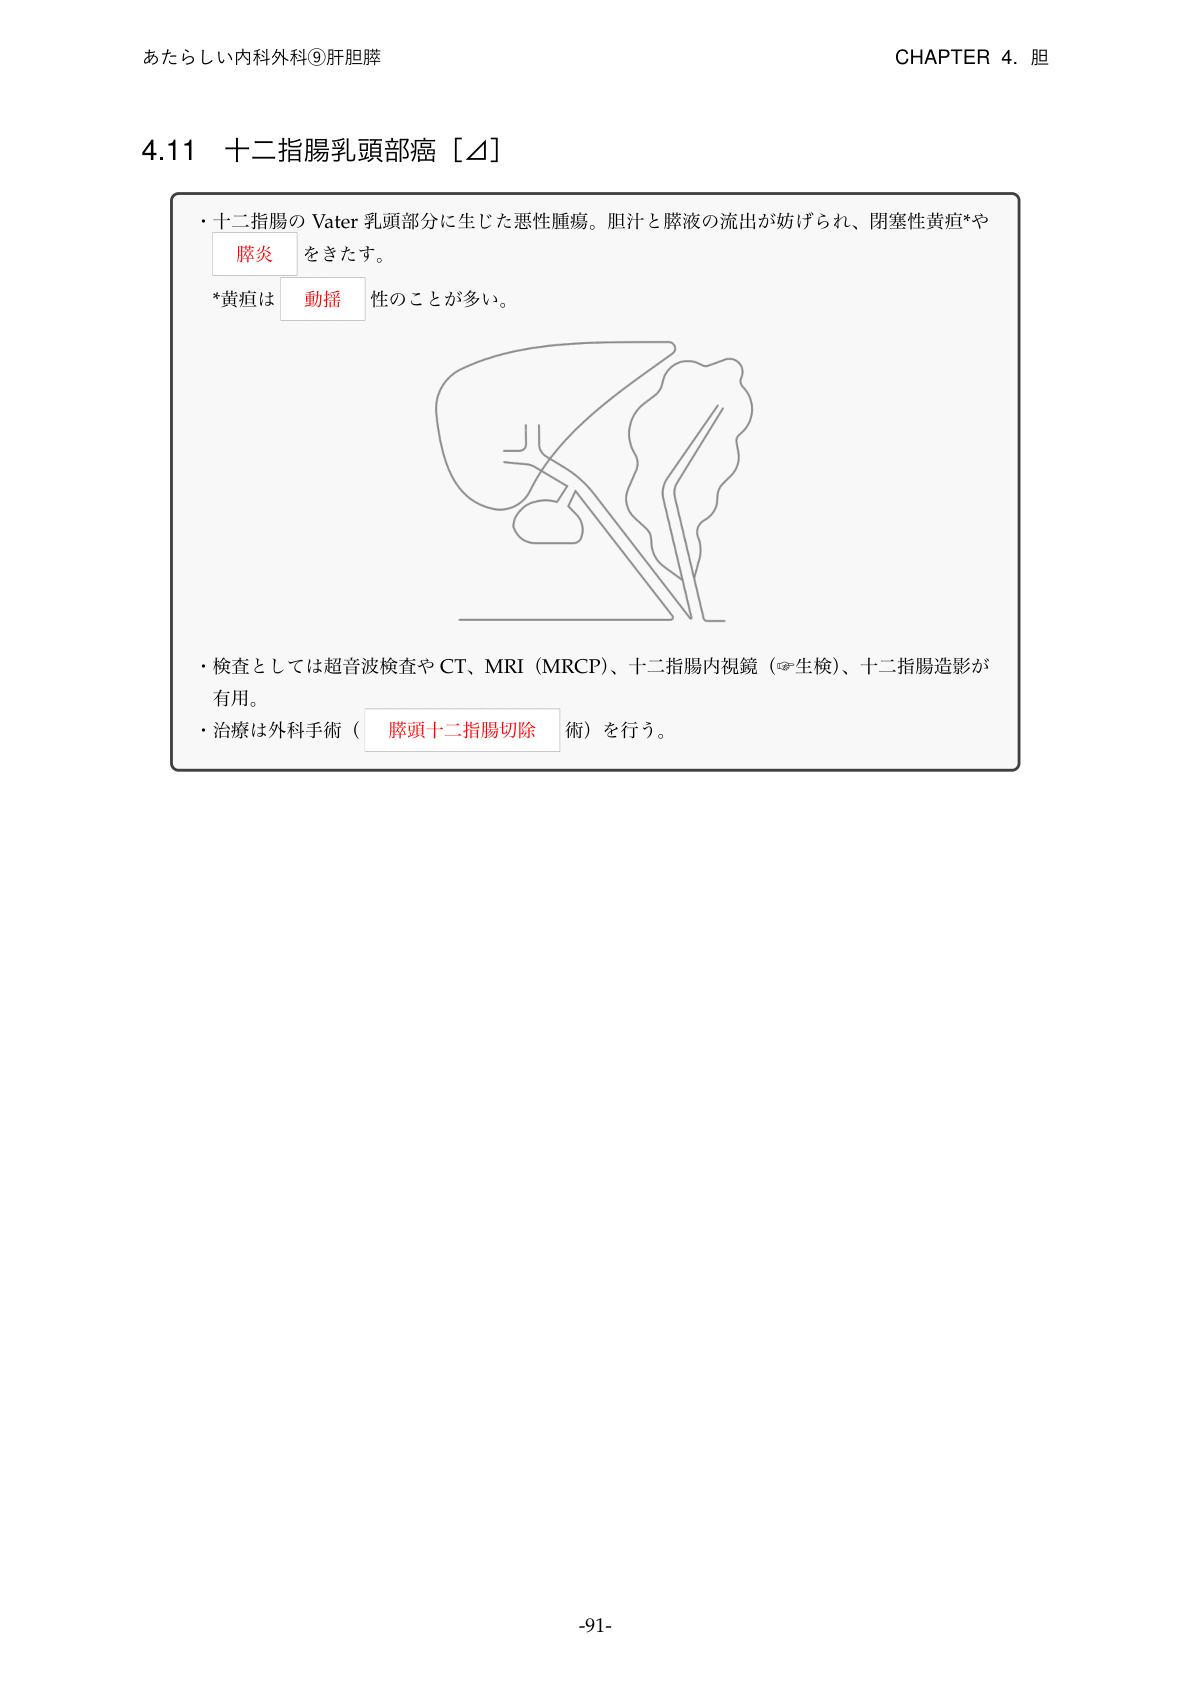 あたらしい内科外科⑨肝胆膵
CHAPTER 4. 胆
4.11 十二指腸乳頭部癌［⊿］
・十二指腸の Vater 乳頭部分に生じた悪性腫瘍。胆汁と膵液の流出が妨げられ、閉塞性黄疸*や
膵炎 をきたす。
*黄疸は 動揺 性のことが多い。
・検査としては超音波検査や CT、MRI（MRCP）、十二指腸内視鏡（☞生検）、十二指腸造影が
有用。
・治療は外科手術（ 膵頭十二指腸切除 術）を行う。
-91-